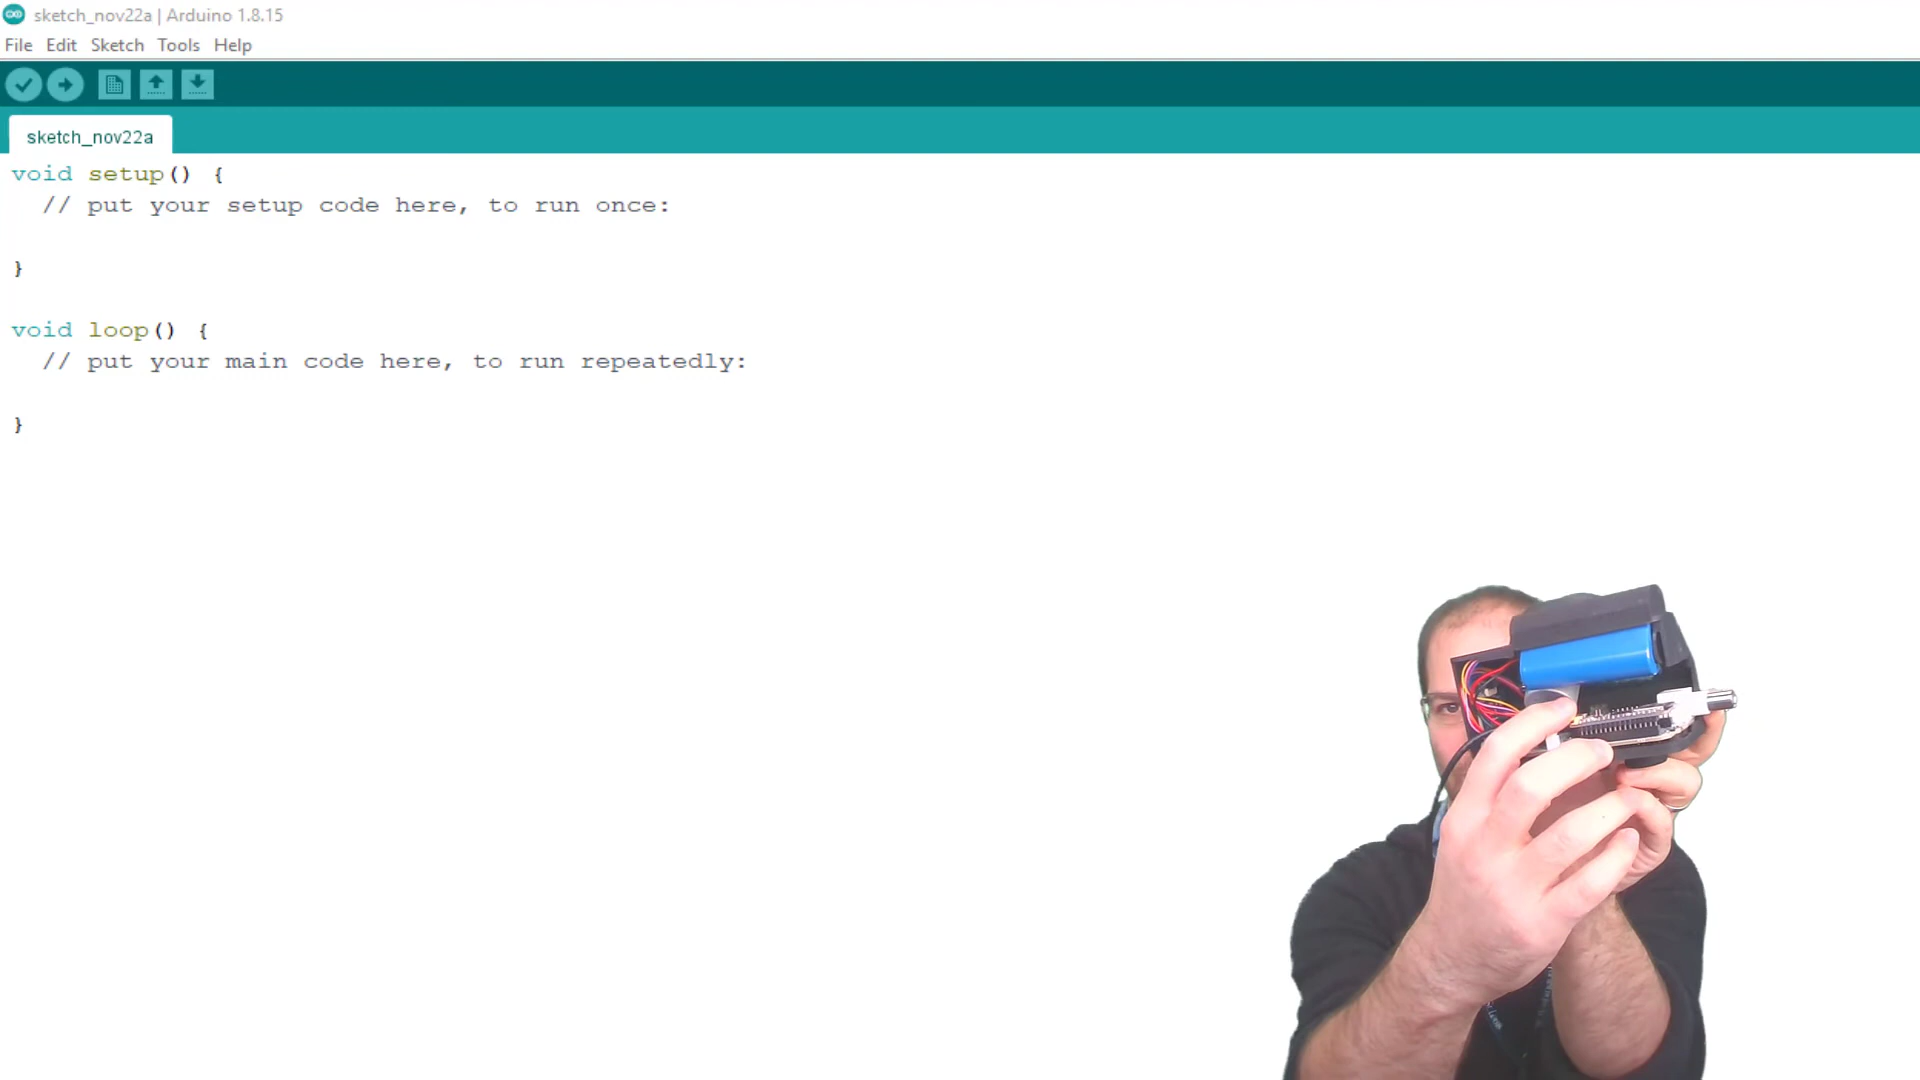 sketch_nov22a | Arduino 1.8.15
File Edit Sketch Tools Help
sketch_nov22a
void setup() {
// put your setup code here, to run once:
}
void loop() {
// put your main code here, to run repeatedly:
}